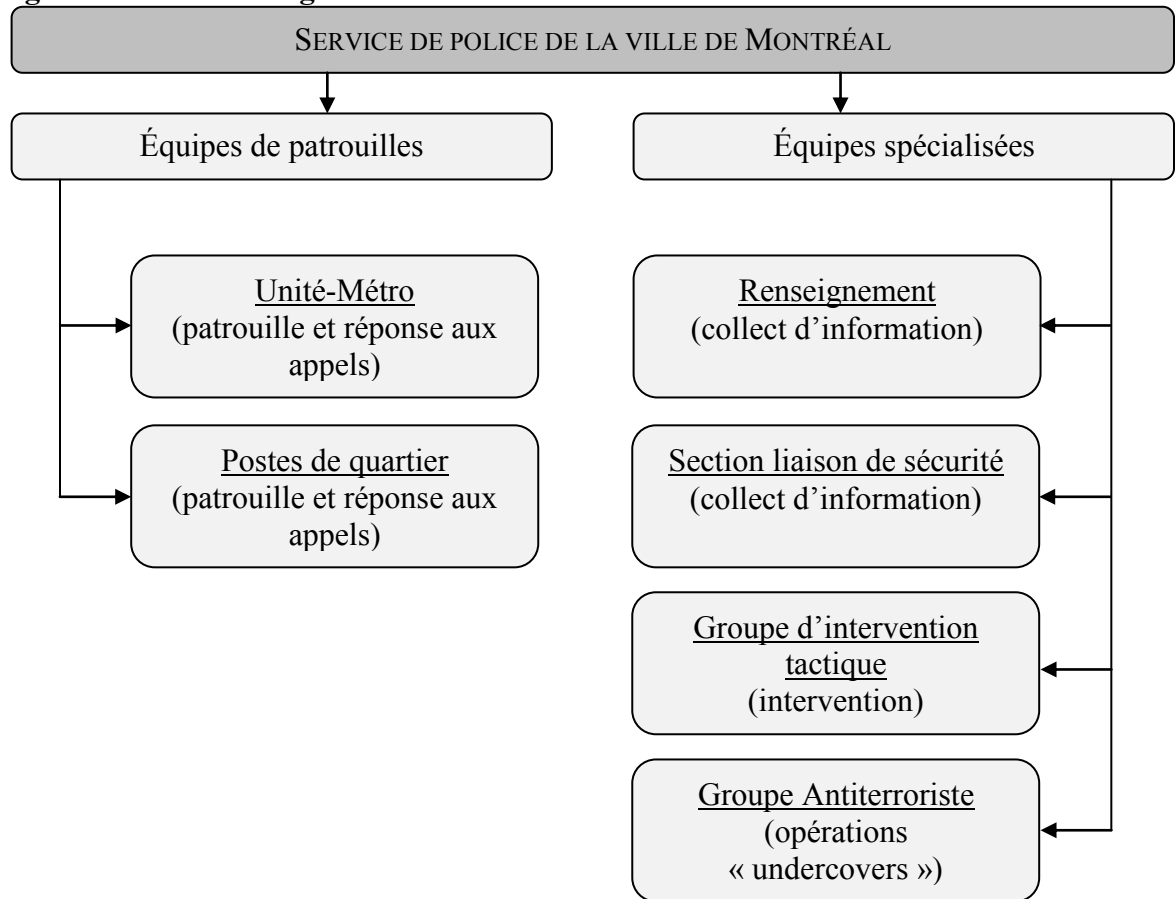 SERVICE DE POLICE DE LA VILLE DE MONTRÉAL
Équipes de patrouilles
Équipes spécialisées
Unité-Métro
(patrouille et réponse aux
appels)
Renseignement
(collect d’information)
Postes de quartier
(patrouille et réponse aux
appels)
Section liaison de sécurité
(collect d’information)
Groupe d’intervention
tactique
(intervention)
Groupe Antiterroriste
(opérations
« undercovers »)